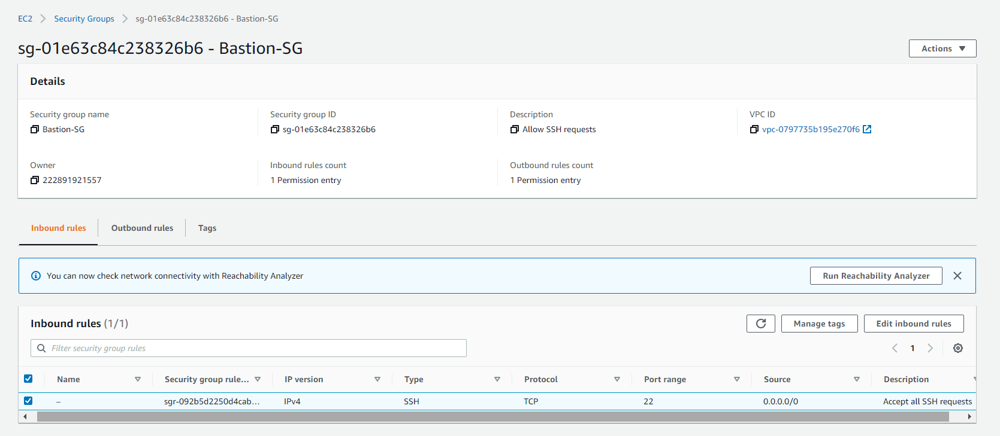 EC2 > Security Groups > sg-01e63c84c238326b6 - Bastion-SG
sg-01e63c84c238326b6 - Bastion-SG
Actions
Details
Security group name
Bastion-SG
Security group ID
sg-01e63c84c238326b6
Description
Allow SSH requests
VPC ID
vpc-0797735b195e270f6
Owner
222891921557
Inbound rules count
1 Permission entry
Outbound rules count
1 Permission entry
Inbound rules Outbound rules Tags
You can now check network connectivity with Reachability Analyzer
Run Reachability Analyzer
Inbound rules (1/1)
Manage tags
Edit inbound rules
Filter security group rules
1
Name Security group rule... IP version Type Protocol Port range Source Description
– sgr-092b5d2250d4cab... IPv4 SSH TCP 22 0.0.0.0/0 Accept all SSH requests